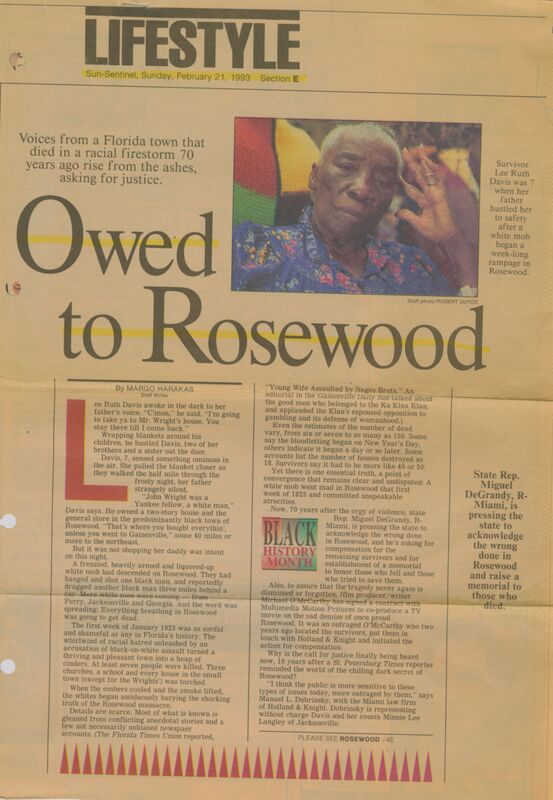 LIFESTYLE
Sun-Sentinel, Sunday, February 21, 1993 Section E
Voices from a Florida town that
died in a racial firestorm 70
years ago rise from the ashes,
asking for justice.
Survivor
Lee Ruth
Davis was 7
when her
father
hustled her
to safety
after a
white mob
began a
week-long
rampage in
Rosewood.
Staff photo/ROBERT DUYOS
Owed
to Rosewood
By MARGO HARAKAS
Staff Writer
Lee Ruth Davis awoke in the dark to her
father's voice. "C'mon," he said. "I'm going
to take ya to Mr. Wright's house. You
stay there till I come back."
Wrapping blankets around his
children, he hustled Davis, two of her
brothers and a sister out the door.
Davis, 7, sensed something ominous in
the air. She pulled the blanket closer as
they walked the half mile through the
frosty night, her father
strangely silent.
"John Wright was a
Yankee fellow, a white man,"
Davis says. He owned a two-story house and the
general store in the predominantly black town of
Rosewood. "That's where you bought everythin',
unless you went to Gainesville," some 40 miles or
more to the northeast.
But it was not shopping her daddy was intent
on this night.
A frenzied, heavily armed and liquored-up
white mob had descended on Rosewood. They had
hanged and shot one black man, and reportedly
dragged another black man three miles behind a
car. More white men were coming — from
Perry, Jacksonville and Georgia. And the word was
spreading: Everything breathing in Rosewood
was going to get dead.
The first week of January 1923 was as sordid
and shameful as any in Florida's history. The
whirlwind of racial hatred unleashed by an
accusation of black-on-white assault turned a
thriving and pleasant town into a heap of
cinders. At least seven people were killed. Three
churches, a school and every house in the small
town (except for the Wrights') was torched.
When the embers cooled and the smoke lifted,
the whites began assiduously burying the shocking
truth of the Rosewood massacre.
Details are scarce. Most of what is known is
gleaned from conflicting anecdotal stories and a
few not necessarily unbiased newspaper
accounts. (The Florida Times Union reported,
"Young Wife Assaulted by Negro Brute." An
editorial in the Gainesville Daily Sun talked about
the good men who belonged to the Ku Klux Klan,
and applauded the Klan's espoused opposition to
gambling and its defense of womanhood.)
Even the estimates of the number of dead
vary, from six or seven to as many as 150. Some
say the bloodletting began on New Year's Day,
others indicate it began a day or so later. Some
accounts list the number of houses destroyed as
18. Survivors say it had to be more like 40 or 50.
Yet there is one essential truth, a point of
convergence that remains clear and undisputed: A
white mob went mad in Rosewood that first
week of 1923 and committed unspeakable
atrocities.
Now, 70 years after the orgy of violence, state
Rep. Miguel DeGrandy, R-
Miami, is pressing the state
to acknowledge the wrong
done in Rosewood,
and he's asking for
compensation for the
remaining survivors and for
establishment of a memorial
to honor those who fell and those
who tried to save them.
BLACK
HISTORY
MONTH
Also, to assure that the tragedy never again is
dismissed or forgotten, film producer/writer
Michael O'McCarthy has signed a contract with
Multimedia Motion Pictures to co-produce a TV
movie on the sad demise of once proud
Rosewood. It was an outraged O'McCarthy who two
years ago located the survivors, put them in
touch with Holland & Knight and initiated the
action for compensation.
Why is the call for justice finally being heard
now, 10 years after a St. Petersburg Times reporter
reminded the world of the chilling dark secret of
Rosewood?
"I think the public is more sensitive to these
types of issues today, more outraged by them," says
Manuel L. Dobrinsky, with the Miami law firm
of Holland & Knight. Dobrinsky is representing
without charge Davis and her cousin Minnie Lee
Langley of Jacksonville.
PLEASE SEE ROSEWOOD /4E
State Rep.
Miguel
DeGrandy, R-
Miami, is
pressing the
state to
acknowledge
the wrong
done in
Rosewood
and raise a
memorial to
those who
died.